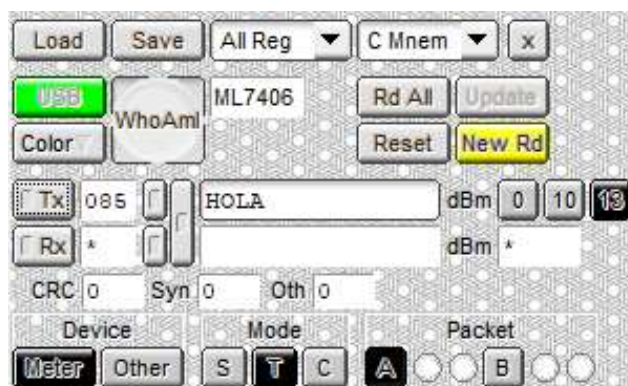 Load Save All Reg C Mnem x
USB WhoAmI ML7406 Rd All Update
Color Reset New Rd
Tx 085 HOLA dBm 0 10 13
Rx * dBm *
CRC 0 Syn 0 Oth 0
Device Mode Packet
Meter Other S T C A B